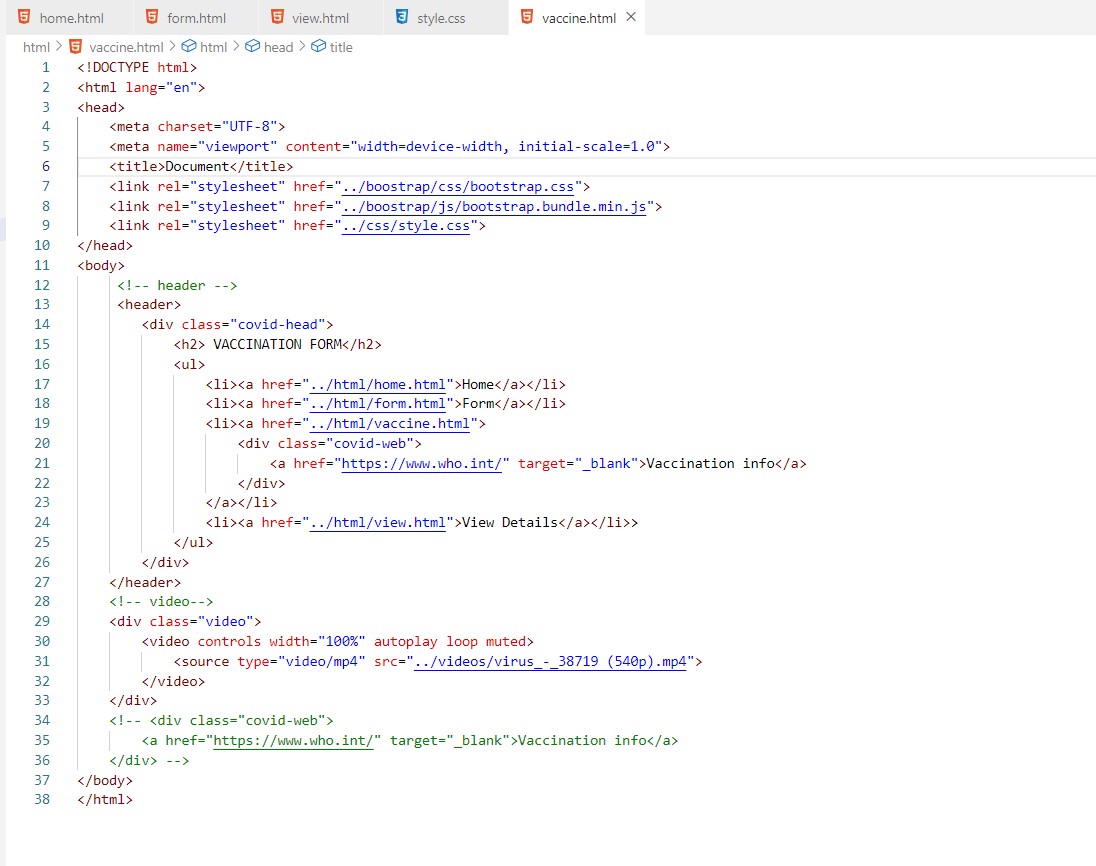 home.html form.html view.html style.css vaccine.html ×
html > vaccine.html > html > head > title
1 <!DOCTYPE html>
2 <html lang="en">
3 <head>
4     <meta charset="UTF-8">
5     <meta name="viewport" content="width=device-width, initial-scale=1.0">
6     <title>Document</title>
7     <link rel="stylesheet" href="../boostrap/css/bootstrap.css">
8     <link rel="stylesheet" href="../boostrap/js/bootstrap.bundle.min.js">
9     <link rel="stylesheet" href="../css/style.css">
10 </head>
11 <body>
12      <!-- header -->
13      <header>
14         <div class="covid-head">
15             <h2> VACCINATION FORM</h2>
16             <ul>
17                 <li><a href="../html/home.html">Home</a></li>
18                 <li><a href="../html/form.html">Form</a></li>
19                 <li><a href="../html/vaccine.html">
20                     <div class="covid-web">
21                         <a href="https://www.who.int/" target="_blank">Vaccination info</a>
22                     </div>
23                 </a></li>
24                 <li><a href="../html/view.html">View Details</a></li>>
25             </ul>
26         </div>
27     </header>
28     <!-- video-->
29     <div class="video">
30         <video controls width="100%" autoplay loop muted>
31             <source type="video/mp4" src="../videos/virus_-_38719 (540p).mp4">
32         </video>
33     </div>
34     <!-- <div class="covid-web">
35         <a href="https://www.who.int/" target="_blank">Vaccination info</a>
36     </div> -->
37 </body>
38 </html>